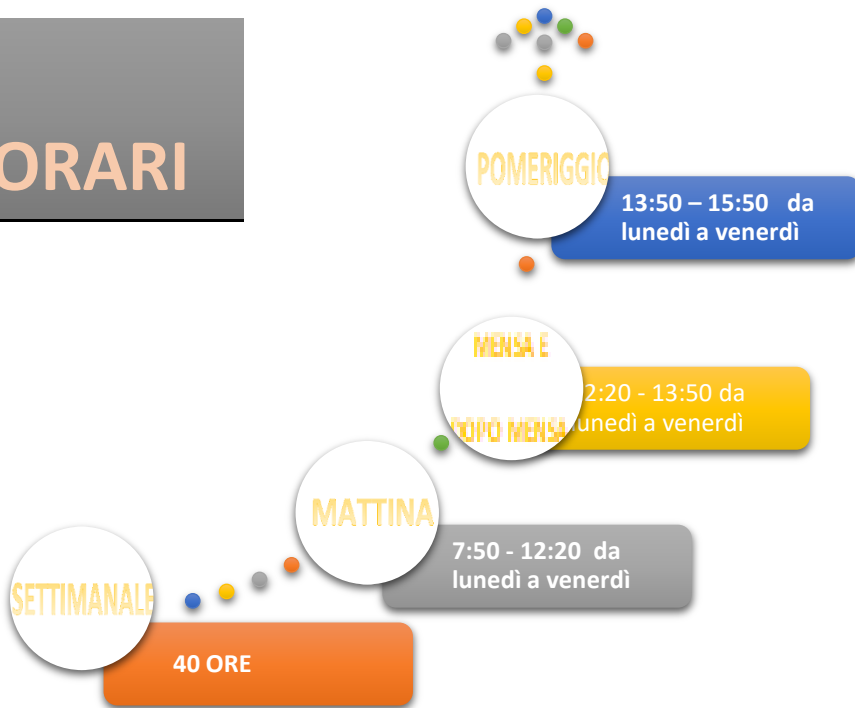 ORARI
POMERIGGIO
13:50 – 15:50 da
lunedì a venerdì
MENSA E
DOPO MENSA
2:20 - 13:50 da
unedì a venerdì
MATTINA
7:50 - 12:20 da
lunedì a venerdì
SETTIMANALE
40 ORE